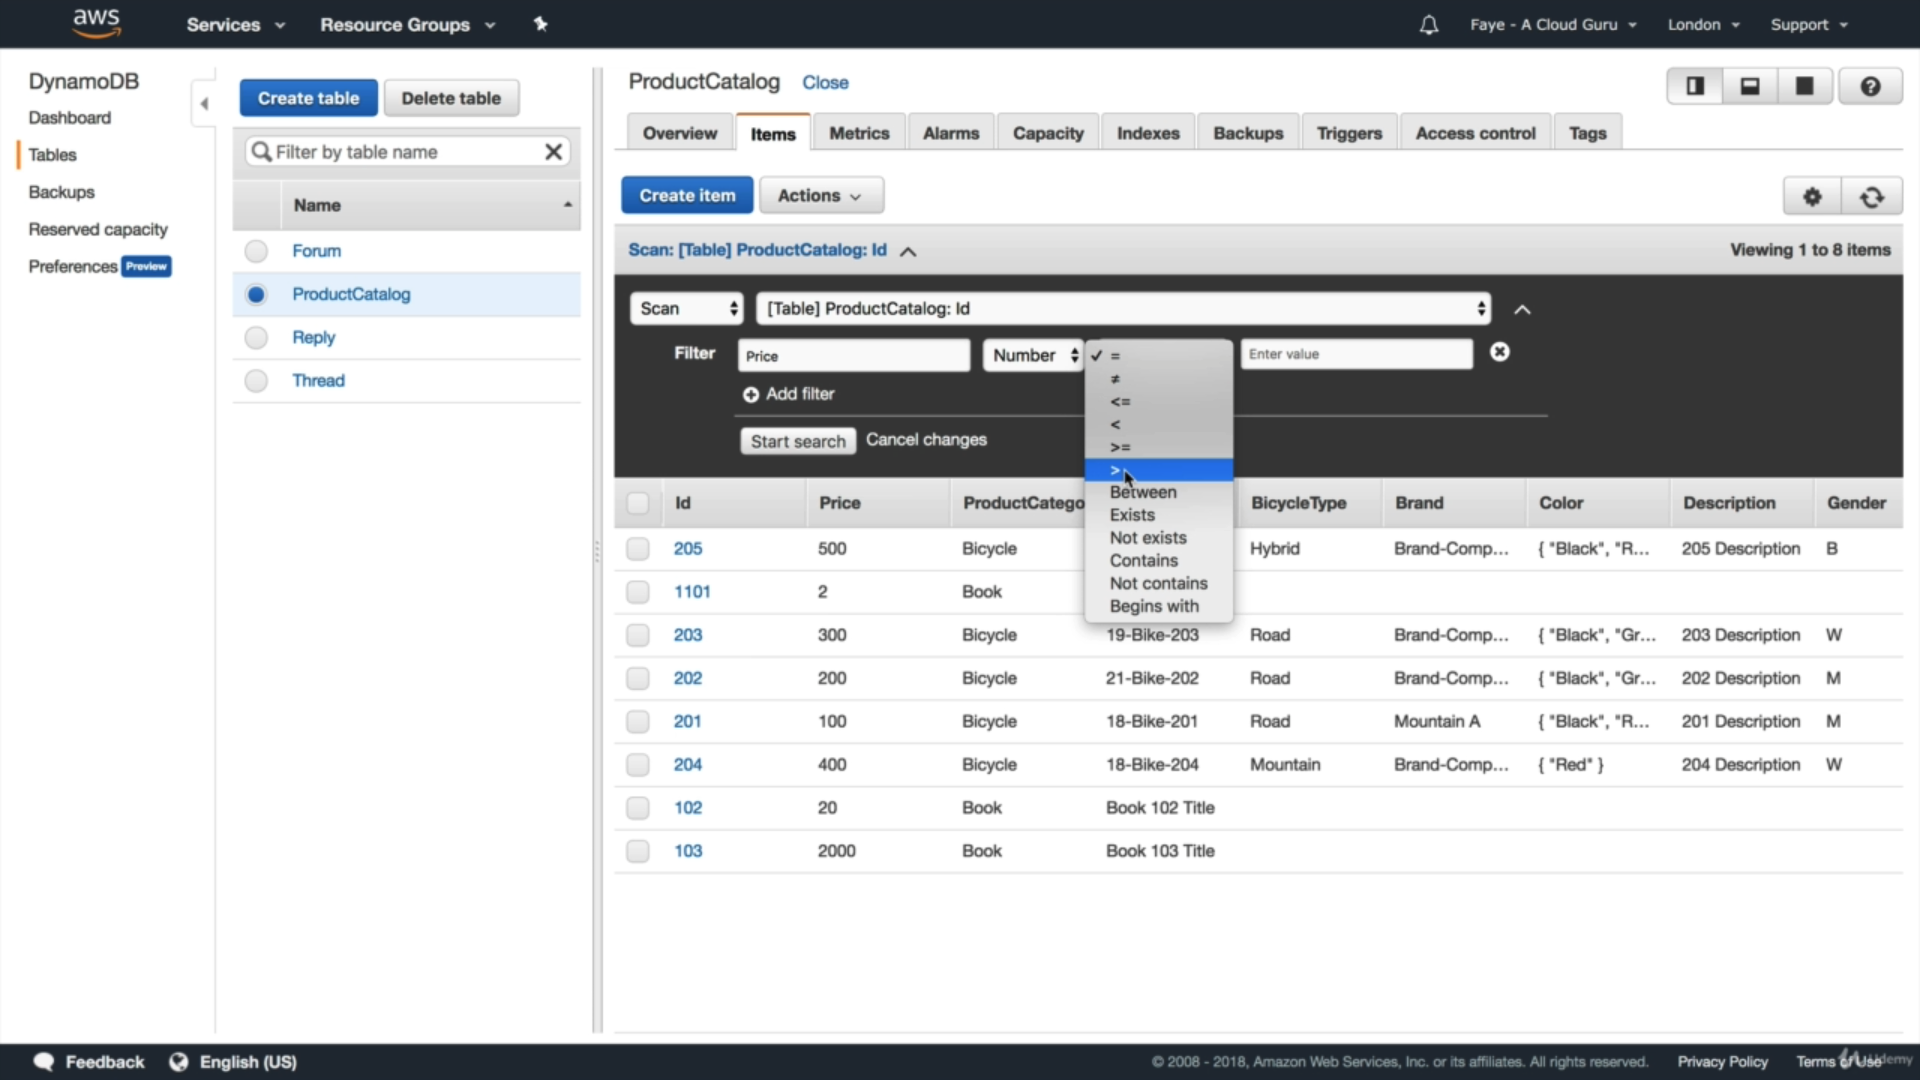 aws Services Resource Groups Faye - A Cloud Guru London Support
DynamoDB
Dashboard
Tables
Backups
Reserved capacity
Preferences Preview
Create table Delete table
Filter by table name
Name
Forum
ProductCatalog
Reply
Thread
ProductCatalog Close
Overview Items Metrics Alarms Capacity Indexes Backups Triggers Access control Tags
Create item Actions
Scan: [Table] ProductCatalog: Id Viewing 1 to 8 items
Scan [Table] ProductCatalog: Id
Filter Price Number ✓ = Enter value
≠
<=
<
>=
>
Between
Exists
Not exists
Contains
Not contains
Begins with
Add filter
Start search Cancel changes
Id Price ProductCatego BicycleType Brand Color Description Gender
205 500 Bicycle Hybrid Brand-Comp... { "Black", "R... 205 Description B
1101 2 Book
203 300 Bicycle 19-Bike-203 Road Brand-Comp... { "Black", "Gr... 203 Description W
202 200 Bicycle 21-Bike-202 Road Brand-Comp... { "Black", "Gr... 202 Description M
201 100 Bicycle 18-Bike-201 Road Mountain A { "Black", "R... 201 Description M
204 400 Bicycle 18-Bike-204 Mountain Brand-Comp... { "Red" } 204 Description W
102 20 Book Book 102 Title
103 2000 Book Book 103 Title
Feedback English (US) © 2008 - 2018, Amazon Web Services, Inc. or its affiliates. All rights reserved. Privacy Policy Terms of Use